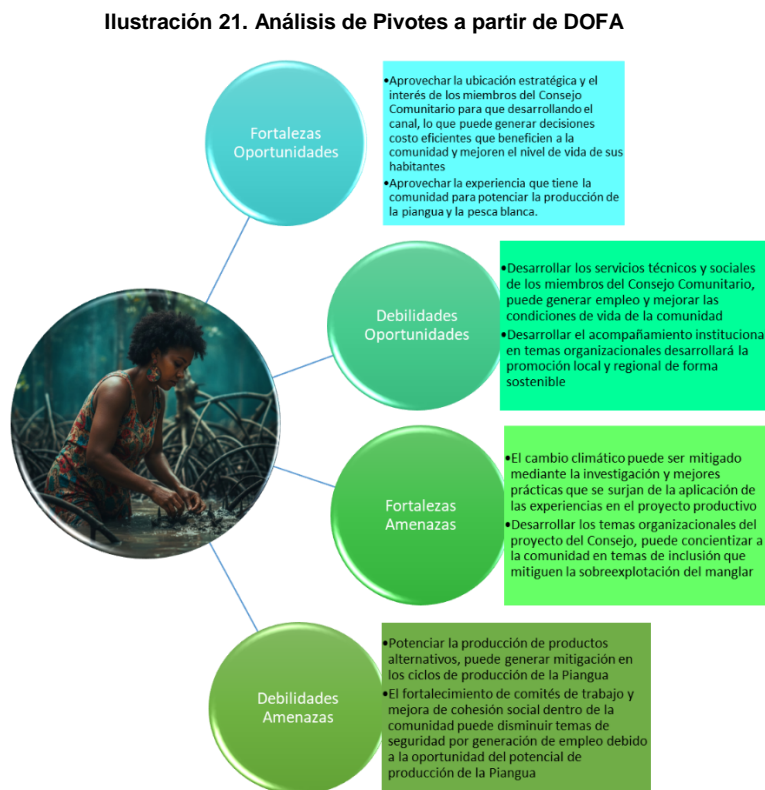 Ilustración 21. Análisis de Pivotes a partir de DOFA
Fortalezas
Oportunidades
•Aprovechar la ubicación estratégica y el
interés de los miembros del Consejo
Comunitario para que desarrollando el
canal, lo que puede generar decisiones
costo eficientes que beneficien a la
comunidad y mejoren el nivel de vida de sus
habitantes
•Aprovechar la experiencia que tiene la
comunidad para potenciar la producción de
la piangua y la pesca blanca.
Debilidades
Oportunidades
•Desarrollar los servicios técnicos y sociales
de los miembros del Consejo Comunitario,
puede generar empleo y mejorar las
condiciones de vida de la comunidad
•Desarrollar el acompañamiento instituciona
en temas organizacionales desarrollará la
promoción local y regional de forma
sostenible
Fortalezas
Amenazas
•El cambio climático puede ser mitigado
mediante la investigación y mejores
prácticas que se surjan de la aplicación de
las experiencias en el proyecto productivo
•Desarrollar los temas organizacionales del
proyecto del Consejo, puede concientizar a
la comunidad en temas de inclusión que
mitiguen la sobreexplotación del manglar
Debilidades
Amenazas
•Potenciar la producción de productos
alternativos, puede generar mitigación en
los ciclos de producción de la Piangua
•El fortalecimiento de comités de trabajo y
mejora de cohesión social dentro de la
comunidad puede disminuir temas de
seguridad por generación de empleo debido
a la oportunidad del potencial de
producción de la Piangua